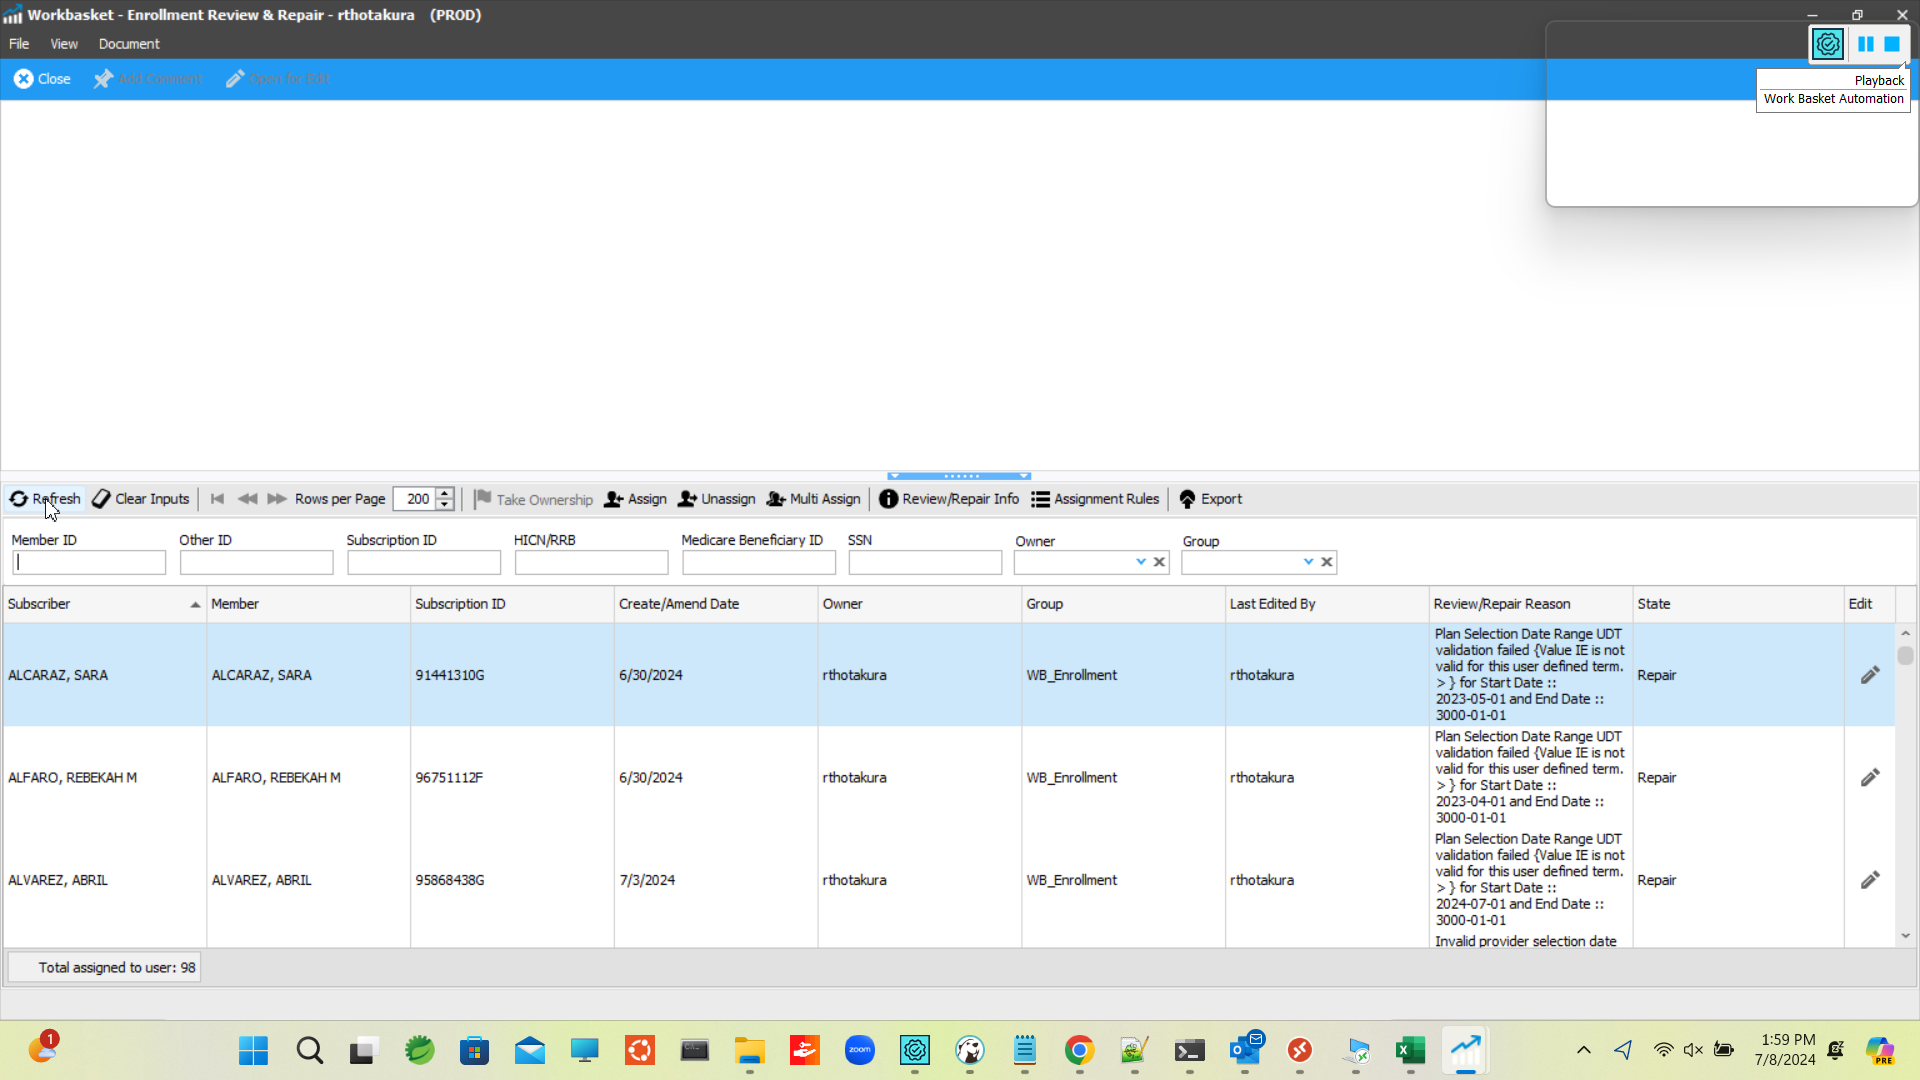 Workbasket - Enrollment Review & Repair - rthotakura (PROD)
File View Document
Close Add Comment Open for Edit
Playback
Work Basket Automation
Refresh Clear Inputs Rows per Page 200 Take Ownership Assign Unassign Multi Assign Review/Repair Info Assignment Rules Export
Member ID Other ID Subscription ID HICN/RRB Medicare Beneficiary ID SSN Owner Group
Subscriber Member Subscription ID Create/Amend Date Owner Group Last Edited By Review/Repair Reason State Edit
ALCARAZ, SARA ALCARAZ, SARA 91441310G 6/30/2024 rthotakura WB_Enrollment rthotakura
Plan Selection Date Range UDT
validation failed {Value IE is not
valid for this user defined term.
> } for Start Date ::
2023-05-01 and End Date ::
3000-01-01
Repair
ALFARO, REBEKAH M ALFARO, REBEKAH M 96751112F 6/30/2024 rthotakura WB_Enrollment rthotakura
Plan Selection Date Range UDT
validation failed {Value IE is not
valid for this user defined term.
> } for Start Date ::
2023-04-01 and End Date ::
3000-01-01
Repair
ALVAREZ, ABRIL ALVAREZ, ABRIL 95868438G 7/3/2024 rthotakura WB_Enrollment rthotakura
Plan Selection Date Range UDT
validation failed {Value IE is not
valid for this user defined term.
> } for Start Date ::
2024-07-01 and End Date ::
3000-01-01
Repair
Invalid provider selection date
Total assigned to user: 98
1
zoom
1:59 PM
7/8/2024
PRE